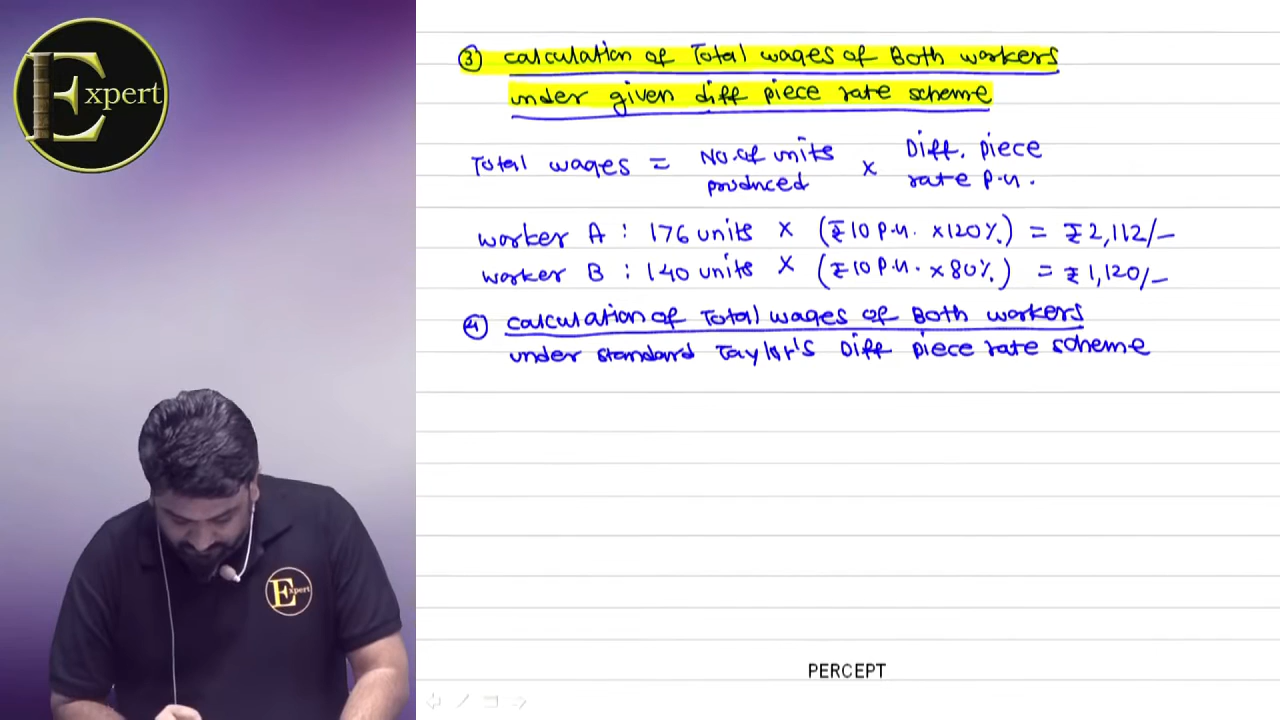 Expert
③ calculation of Total wages of Both workers
under given diff piece rate scheme
Total wages = No. of units produced × Diff. piece rate p.u.
worker A : 176 units × (₹10 p.u. ×120%) = ₹2,112/-
worker B : 140 units × (₹10 p.u. ×80%) = ₹1,120/-
④ calculation of Total wages of Both workers
under standard Taylor's Diff piece rate scheme
Expert
PERCEPT